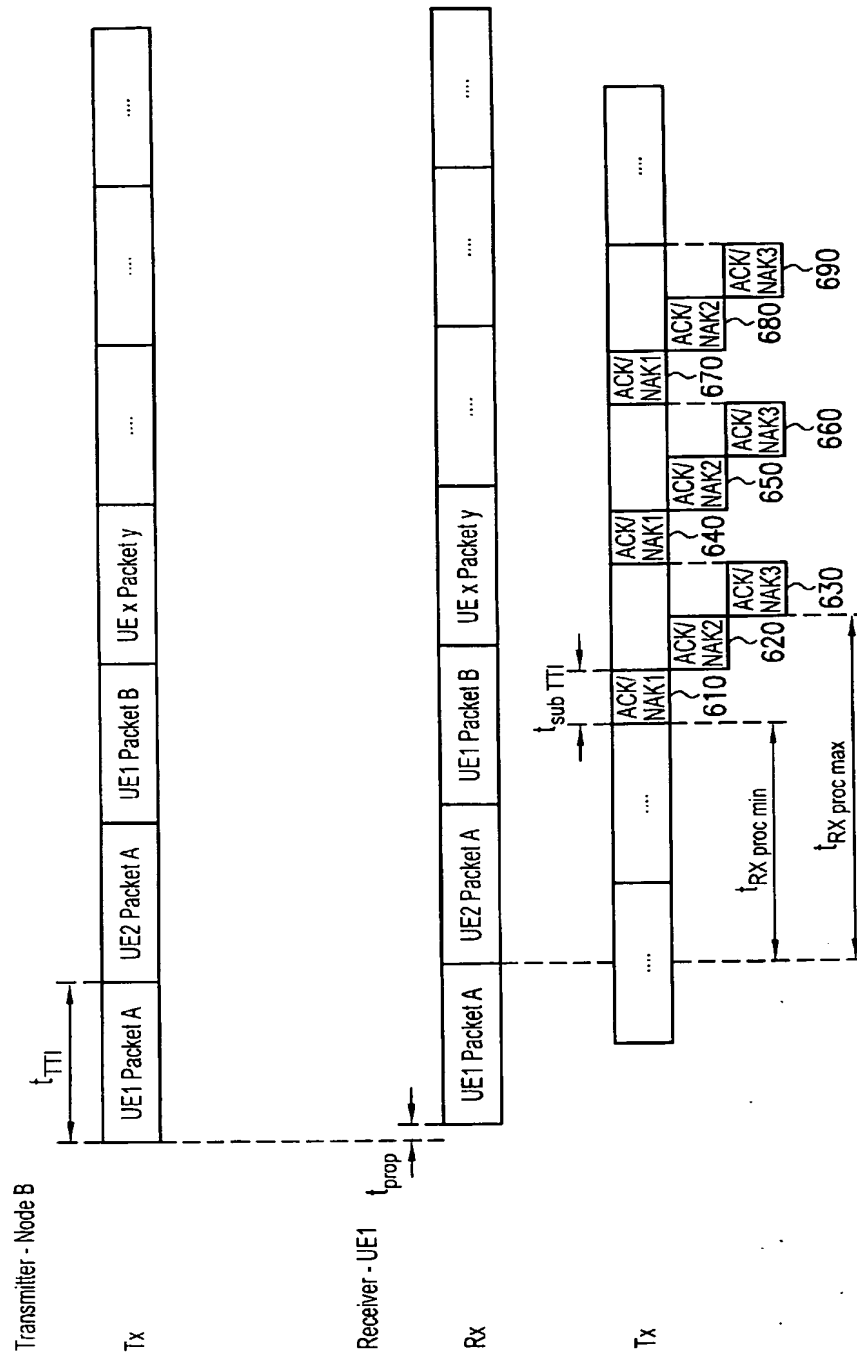 Transmitter - Node B
t_TTI
Tx
UE1 Packet A
UE2 Packet A
UE1 Packet B
UE x Packet y
....
....
....
t_prop
Receiver - UE1
Rx
UE1 Packet A
UE2 Packet A
UE1 Packet B
UE x Packet y
....
....
....
t_sub TTI
Tx
....
....
ACK/
NAK1
610
ACK/
NAK2
620
ACK/
NAK3
630
ACK/
NAK1
640
ACK/
NAK2
650
ACK/
NAK3
660
ACK/
NAK1
670
ACK/
NAK2
680
ACK/
NAK3
690
....
t_RX proc min
t_RX proc max